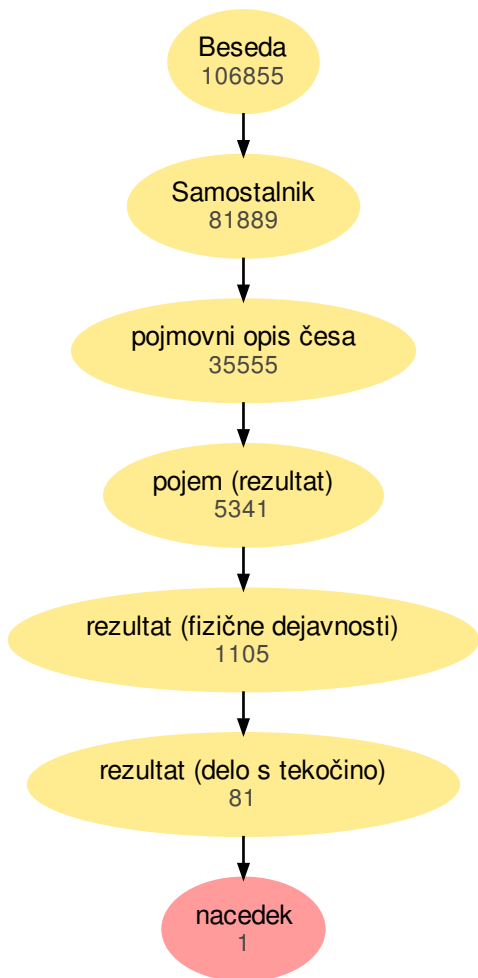 Beseda
106855
Samostalnik
81889
pojmovni opis česa
35555
pojem (rezultat)
5341
rezultat (fizične dejavnosti)
1105
rezultat (delo s tekočino)
81
nacedek
1